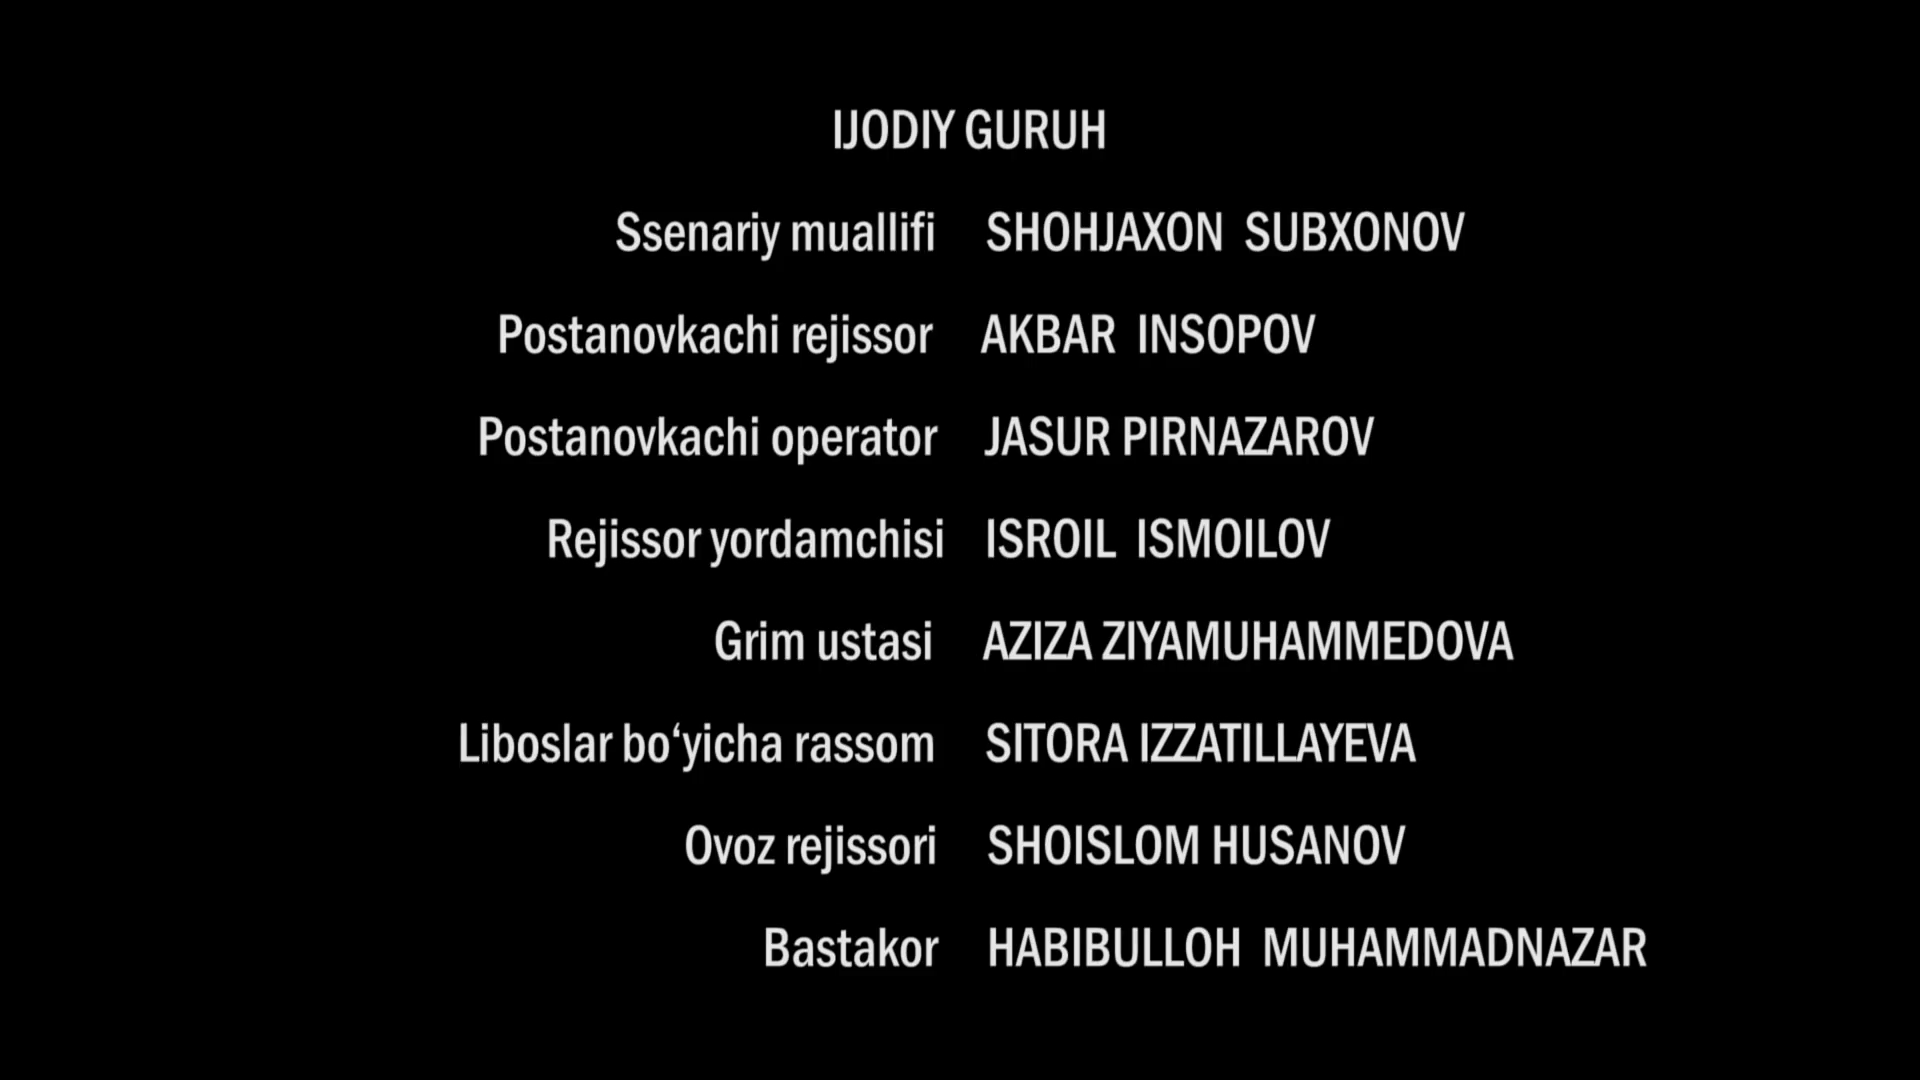 IJODIY GURUH
Ssenariy muallifi SHOHJAXON SUBXONOV
Postanovkachi rejissor AKBAR INSOPOV
Postanovkachi operator JASUR PIRNAZAROV
Rejissor yordamchisi ISROIL ISMOILOV
Grim ustasi AZIZA ZIYAMUHAMMEDOVA
Liboslar bo‘yicha rassom SITORA IZZATILLAYEVA
Ovoz rejissori SHOISLOM HUSANOV
Bastakor HABIBULLOH MUHAMMADNAZAR